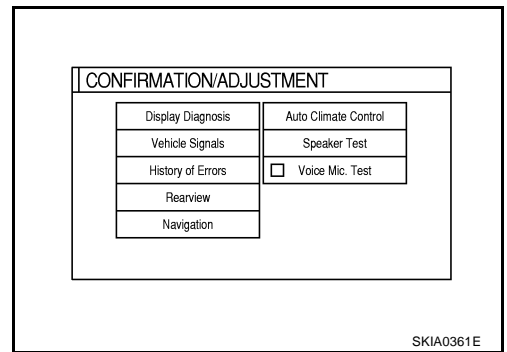 CONFIRMATION/ADJUSTMENT
Display Diagnosis
Auto Climate Control
Vehicle Signals
Speaker Test
History of Errors
Voice Mic. Test
Rearview
Navigation
SKIA0361E